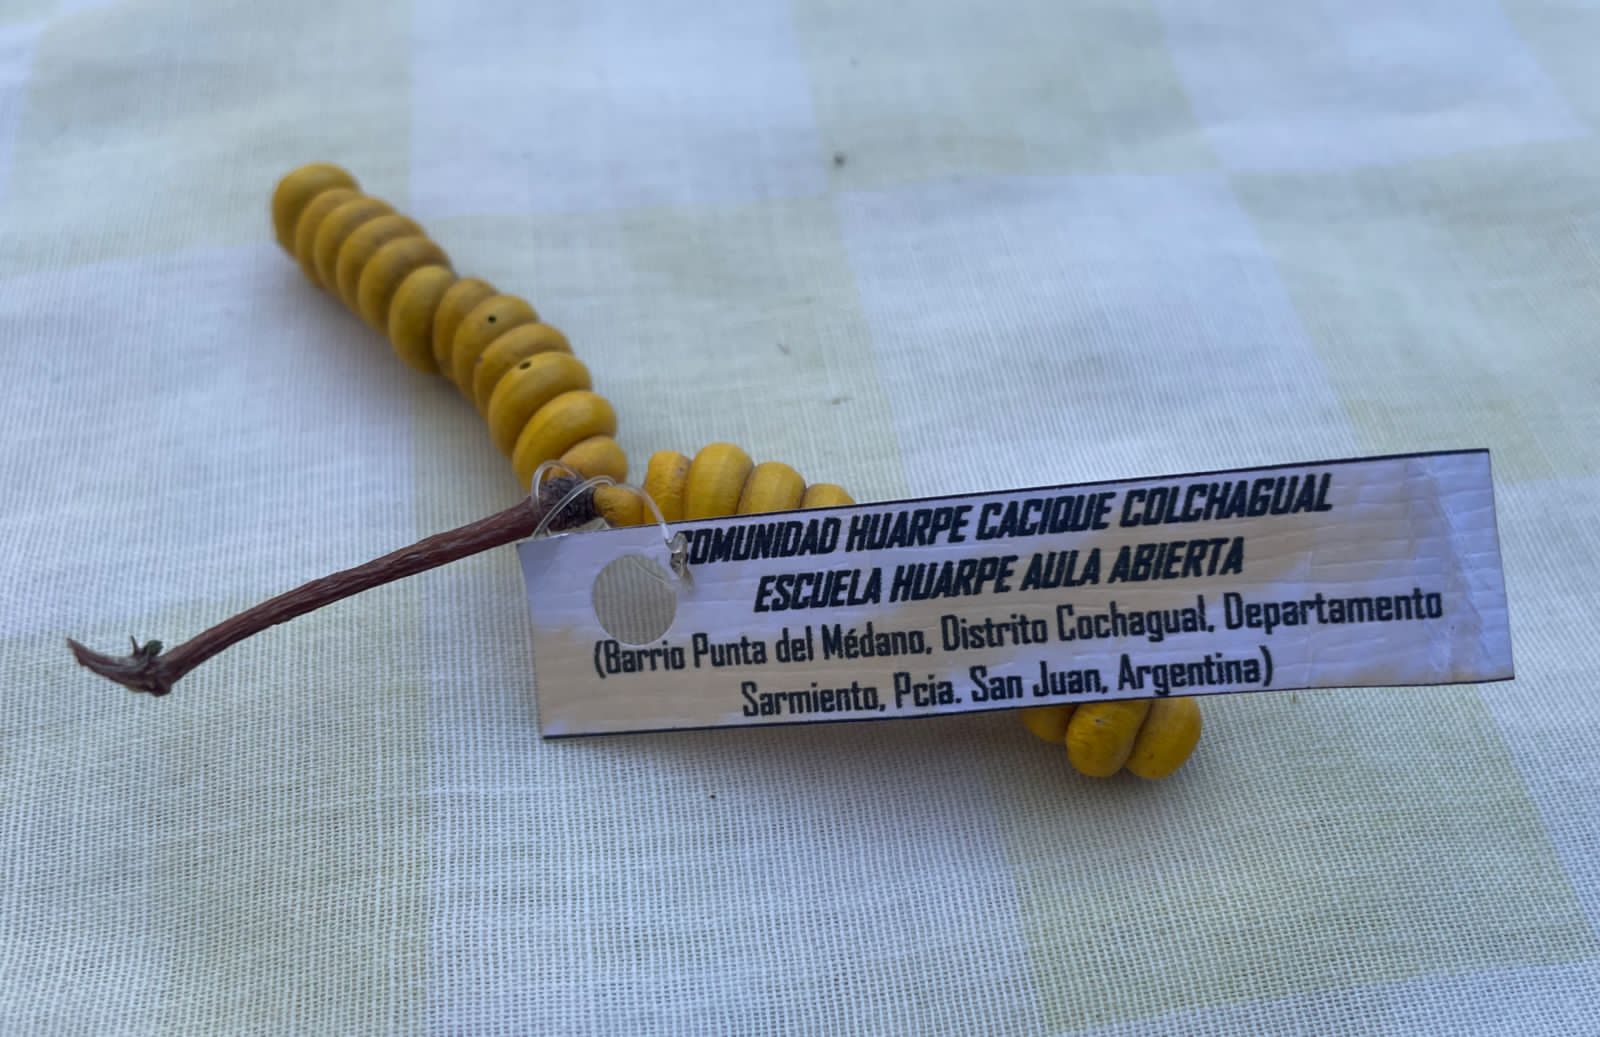 COMUNIDAD HUARPE CACIQUE COLCHAGUAL
ESCUELA HUARPE AULA ABIERTA
(Barrio Punta del Médano, Distrito Cochagual, Departamento
Sarmiento, Pcia. San Juan, Argentina)